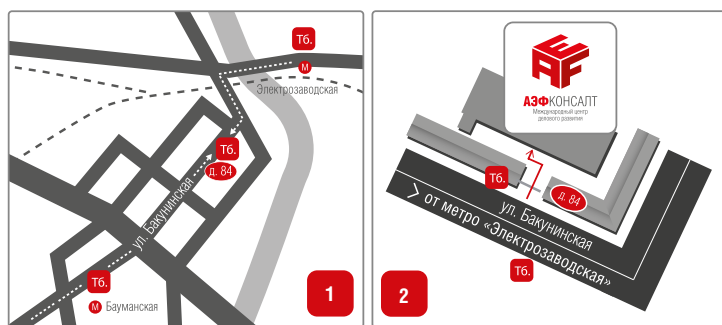 Тб.
М
Электрозаводская
Тб.
д. 84
ул. Бакунинская
Тб.
М Бауманская
1
АЭФКОНСАЛТ
Международный центр
делового развития
Тб.
д. 84
ул. Бакунинская
от метро «Электрозаводская»
Тб.
2